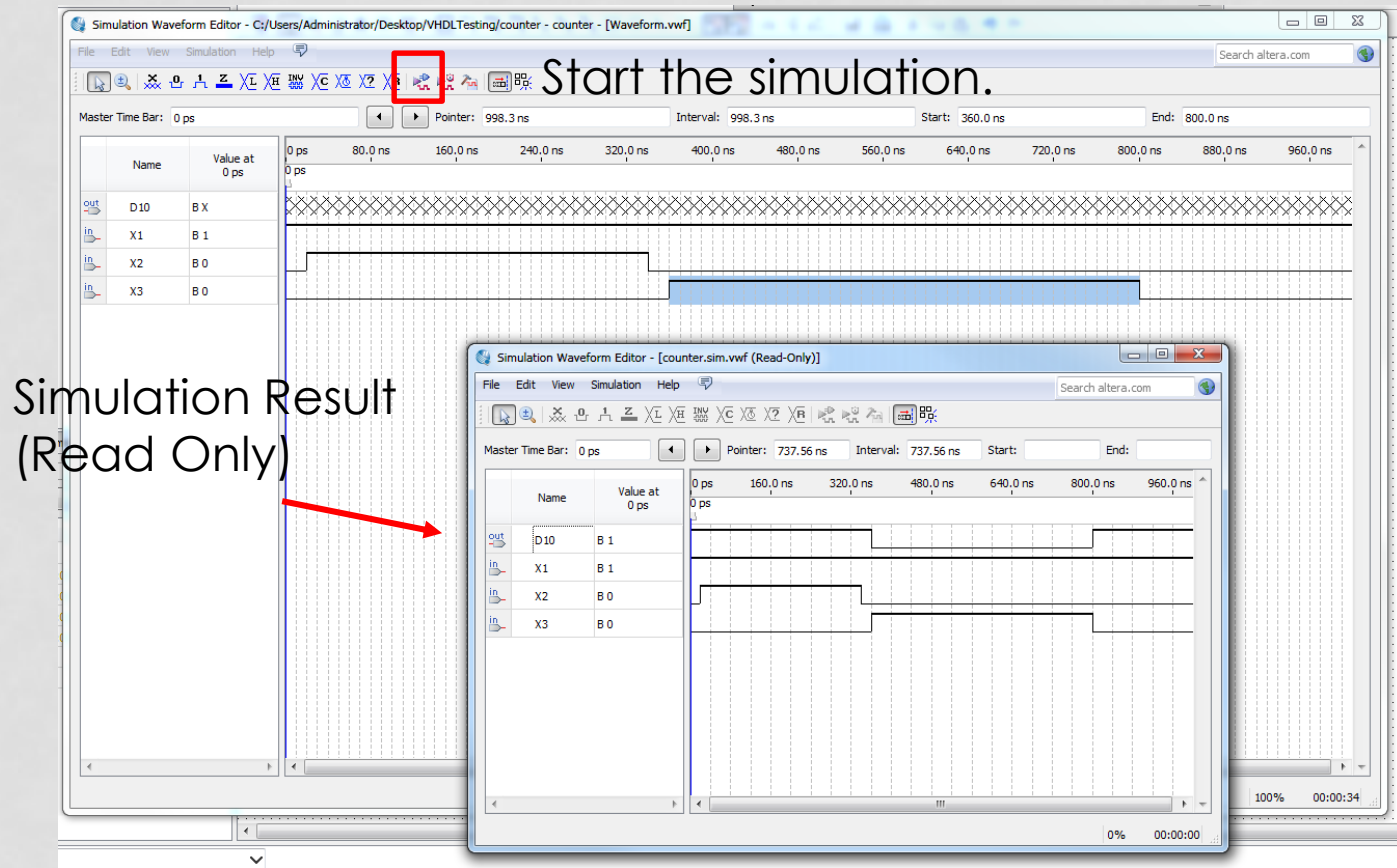 Simulation Waveform Editor - C:/Users/Administrator/Desktop/VHDLTesting/counter - counter - [Waveform.vwf]
File Edit View Simulation Help
Search altera.com
Start the simulation.
Master Time Bar: 0 ps Pointer: 998.3 ns Interval: 998.3 ns Start: 360.0 ns End: 800.0 ns
Name Value at 0 ps
0 ps 80.0 ns 160.0 ns 240.0 ns 320.0 ns 400.0 ns 480.0 ns 560.0 ns 640.0 ns 720.0 ns 800.0 ns 880.0 ns 960.0 ns
0 ps
out D10 B X
in X1 B 1
in X2 B 0
in X3 B 0
Simulation Result
(Read Only)
Simulation Waveform Editor - [counter.sim.vwf (Read-Only)]
File Edit View Simulation Help
Search altera.com
Master Time Bar: 0 ps Pointer: 737.56 ns Interval: 737.56 ns Start: End:
Name Value at 0 ps
0 ps 160.0 ns 320.0 ns 480.0 ns 640.0 ns 800.0 ns 960.0 ns
0 ps
out D10 B 1
in X1 B 1
in X2 B 0
in X3 B 0
100% 00:00:34
0% 00:00:00